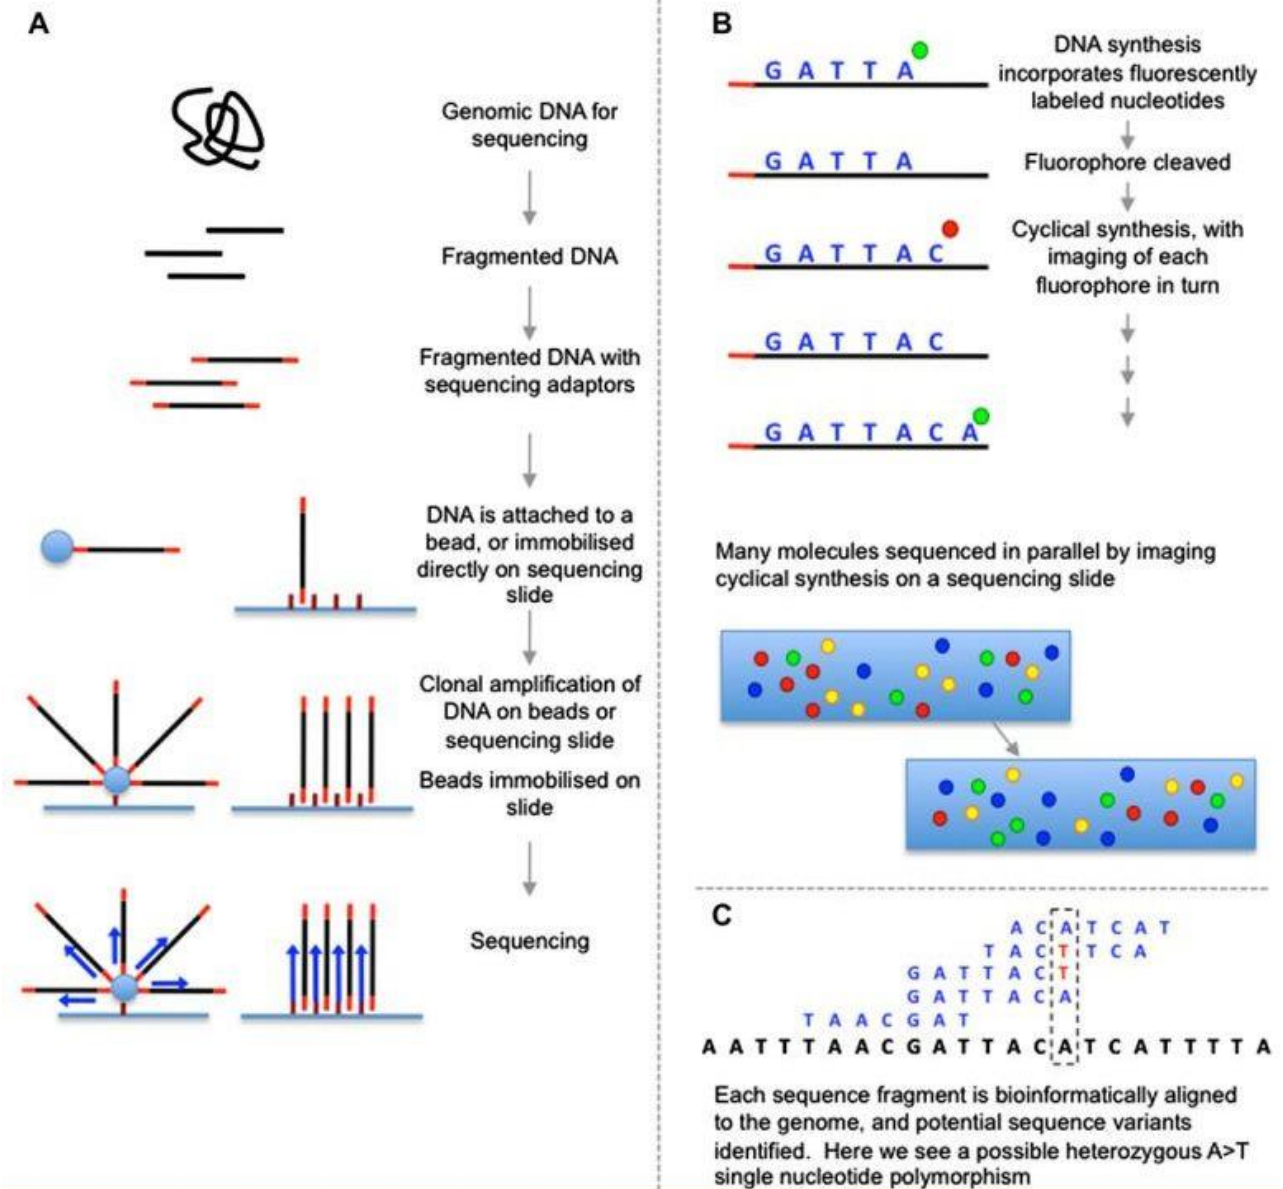 A
Genomic DNA for
sequencing
Fragmented DNA
Fragmented DNA with
sequencing adaptors
DNA is attached to a
bead, or immobilised
directly on sequencing
slide
Clonal amplification of
DNA on beads or
sequencing slide
Beads immobilised on
slide
Sequencing
B
G A T T A
DNA synthesis
incorporates fluorescently
labeled nucleotides
G A T T A
Fluorophore cleaved
G A T T A C
Cyclical synthesis, with
imaging of each
fluorophore in turn
G A T T A C
G A T T A C A
Many molecules sequenced in parallel by imaging
cyclical synthesis on a sequencing slide
C
A C A T C A T
T A C T T C A
G A T T A C T
G A T T A C A
T A A C G A T
A A T T T A A C G A T T A C A T C A T T T T A
Each sequence fragment is bioinformatically aligned
to the genome, and potential sequence variants
identified. Here we see a possible heterozygous A>T
single nucleotide polymorphism